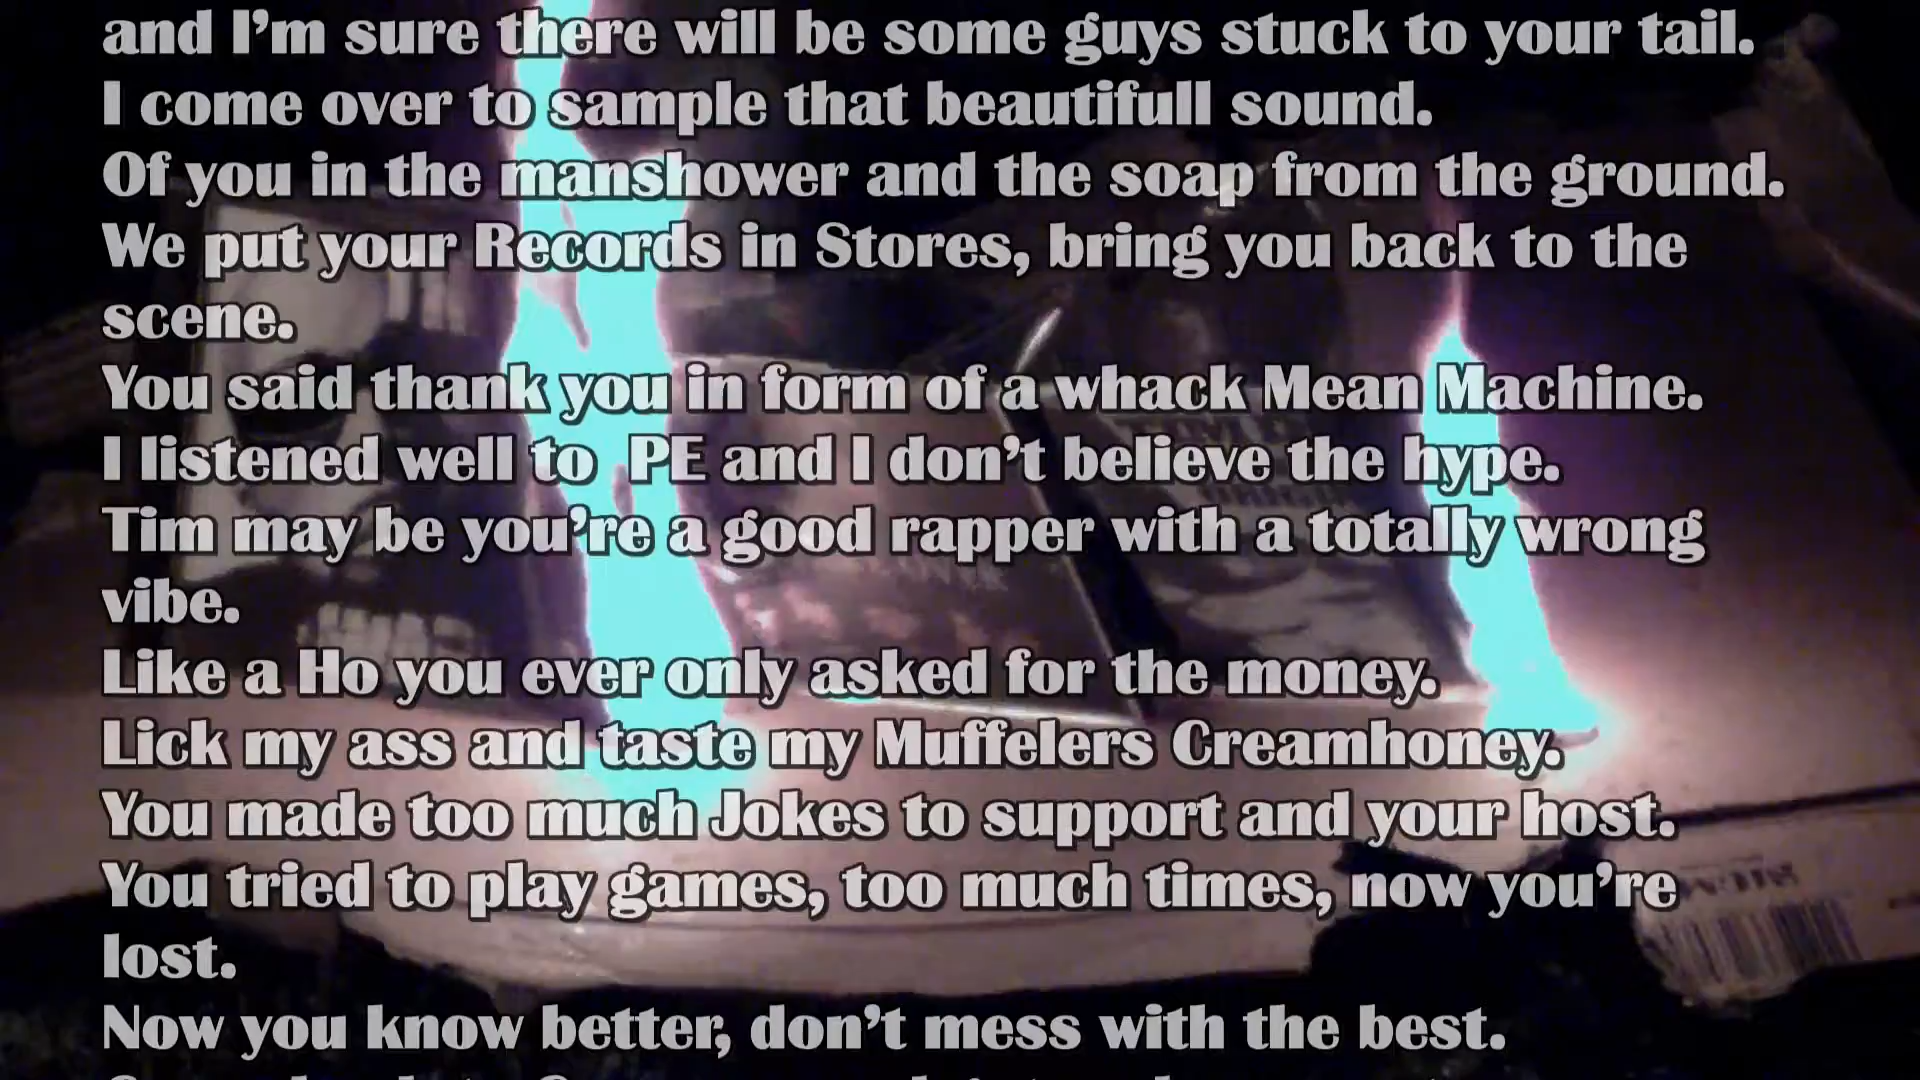 and I'm sure there will be some guys stuck to your tail.
I come over to sample that beautifull sound.
Of you in the manshower and the soap from the ground.
We put your Records in Stores, bring you back to the
scene.
You said thank you in form of a whack Mean Machine.
I listened well to PE and I don't believe the hype.
Tim may be you're a good rapper with a totally wrong
vibe.
Like a Ho you ever only asked for the money.
Lick my ass and taste my Muffelers Creamhoney.
You made too much Jokes to support and your host.
You tried to play games, too much times, now you're
lost.
Now you know better, don't mess with the best.